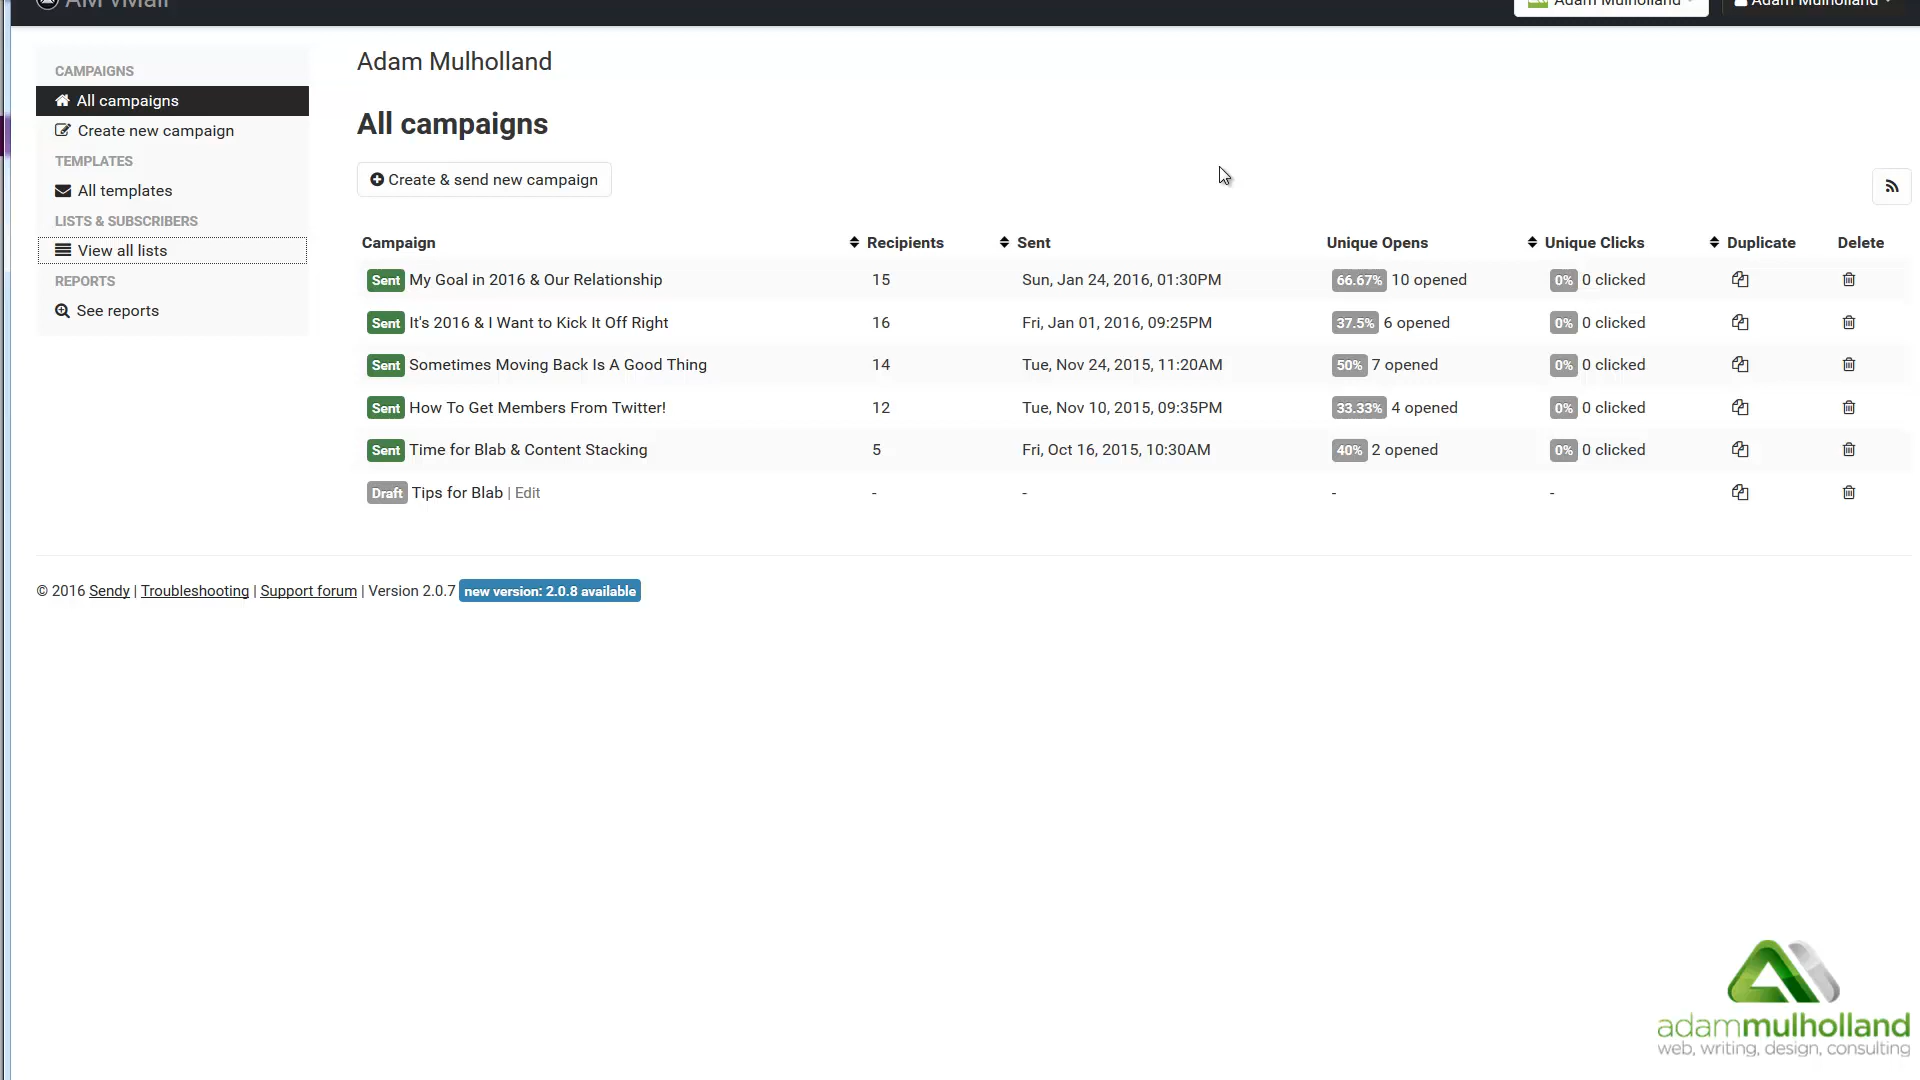 AM vMail
Adam Mulholland
Adam Mulholland
CAMPAIGNS
All campaigns
Create new campaign
TEMPLATES
All templates
LISTS & SUBSCRIBERS
View all lists
REPORTS
See reports
Adam Mulholland
All campaigns
Create & send new campaign
Campaign Recipients Sent Unique Opens Unique Clicks Duplicate Delete
Sent My Goal in 2016 & Our Relationship 15 Sun, Jan 24, 2016, 01:30PM 66.67% 10 opened 0% 0 clicked
Sent It's 2016 & I Want to Kick It Off Right 16 Fri, Jan 01, 2016, 09:25PM 37.5% 6 opened 0% 0 clicked
Sent Sometimes Moving Back Is A Good Thing 14 Tue, Nov 24, 2015, 11:20AM 50% 7 opened 0% 0 clicked
Sent How To Get Members From Twitter! 12 Tue, Nov 10, 2015, 09:35PM 33.33% 4 opened 0% 0 clicked
Sent Time for Blab & Content Stacking 5 Fri, Oct 16, 2015, 10:30AM 40% 2 opened 0% 0 clicked
Draft Tips for Blab | Edit - - - -
© 2016 Sendy | Troubleshooting | Support forum | Version 2.0.7 new version: 2.0.8 available
adammulholland
web, writing, design, consulting